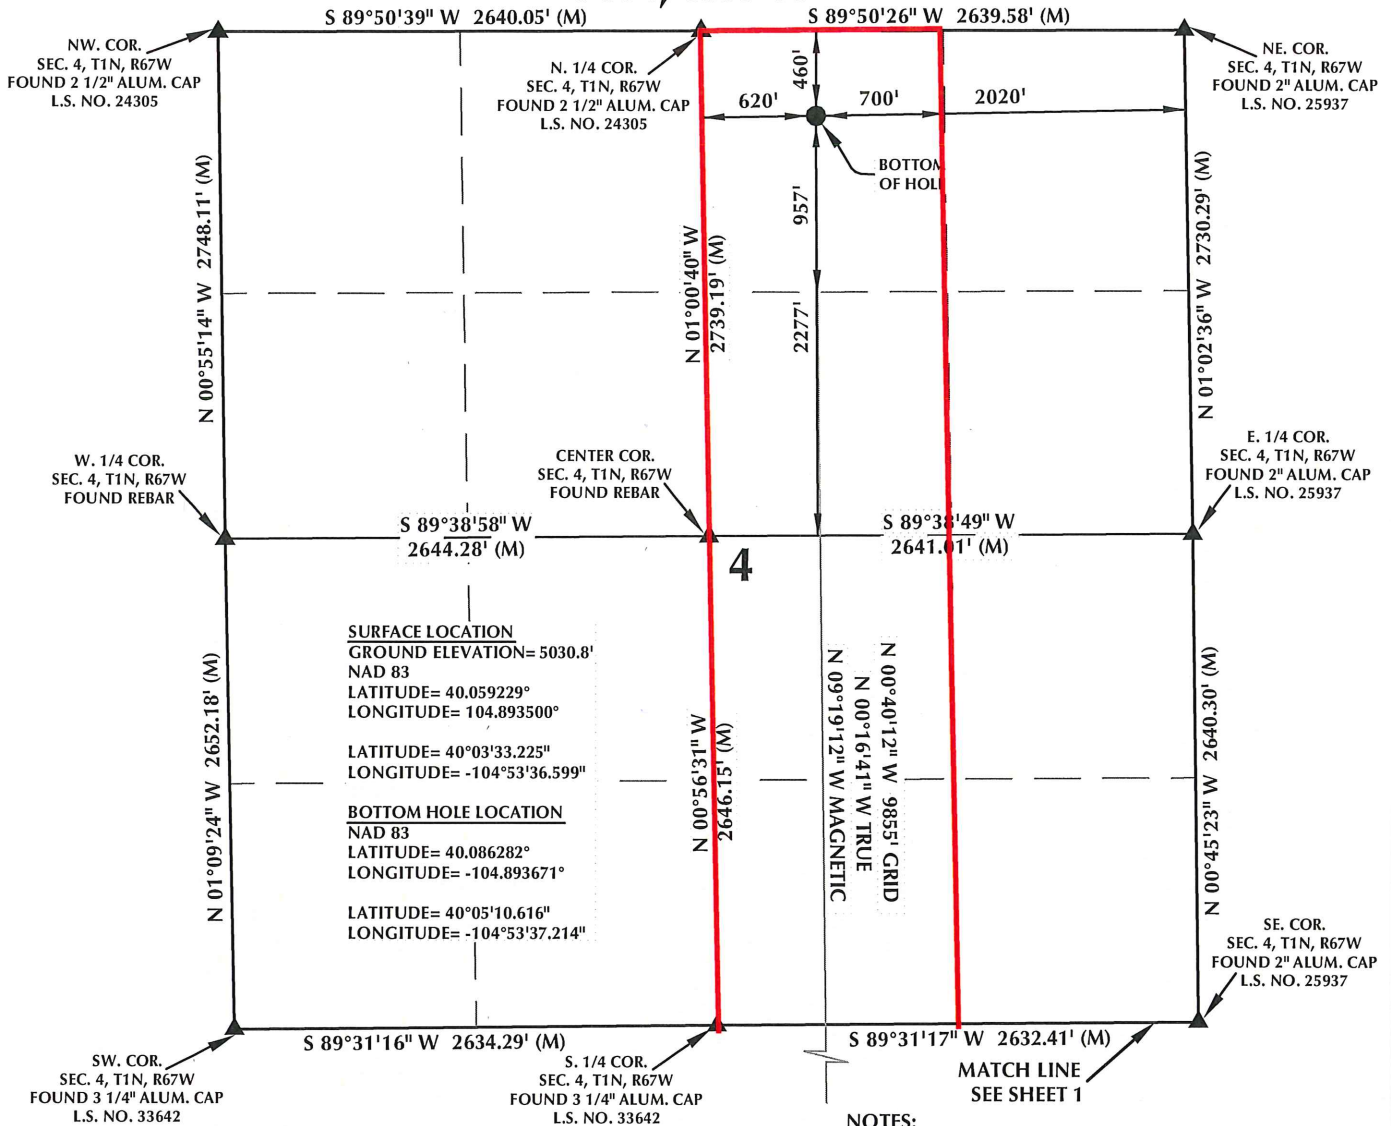 S 89°50'39" W 2640.05' (M)
S 89°50'26" W 2639.58' (M)
NW. COR.
SEC. 4, T1N, R67W
FOUND 2 1/2" ALUM. CAP
L.S. NO. 24305
N. 1/4 COR.
SEC. 4, T1N, R67W
FOUND 2 1/2" ALUM. CAP
L.S. NO. 24305
NE. COR.
SEC. 4, T1N, R67W
FOUND 2" ALUM. CAP
L.S. NO. 25937
460'
620'
700'
2020'
BOTTOM
OF HOLE
957'
2277'
N 00°55'14" W 2748.11' (M)
N 01°00'40" W
2739.19' (M)
N 01°02'36" W 2730.29' (M)
W. 1/4 COR.
SEC. 4, T1N, R67W
FOUND REBAR
CENTER COR.
SEC. 4, T1N, R67W
FOUND REBAR
E. 1/4 COR.
SEC. 4, T1N, R67W
FOUND 2" ALUM. CAP
L.S. NO. 25937
S 89°38'58" W
2644.28' (M)
S 89°38'49" W
2641.01' (M)
4
SURFACE LOCATION
GROUND ELEVATION= 5030.8'
NAD 83
LATITUDE= 40.059229°
LONGITUDE= 104.893500°
LATITUDE= 40°03'33.225"
LONGITUDE= -104°53'36.599"
BOTTOM HOLE LOCATION
NAD 83
LATITUDE= 40.086282°
LONGITUDE= -104.893671°
LATITUDE= 40°05'10.616"
LONGITUDE= -104°53'37.214"
N 01°09'24" W 2652.18' (M)
N 00°56'31" W
2646.15' (M)
N 00°40'12" W 9855' GRID
N 00°16'41" W TRUE
N 09°19'12" W MAGNETIC
N 00°45'23" W 2640.30' (M)
SE. COR.
SEC. 4, T1N, R67W
FOUND 2" ALUM. CAP
L.S. NO. 25937
S 89°31'16" W 2634.29' (M)
S 89°31'17" W 2632.41' (M)
SW. COR.
SEC. 4, T1N, R67W
FOUND 3 1/4" ALUM. CAP
L.S. NO. 33642
S. 1/4 COR.
SEC. 4, T1N, R67W
FOUND 3 1/4" ALUM. CAP
L.S. NO. 33642
MATCH LINE
SEE SHEET 1
NOTES: